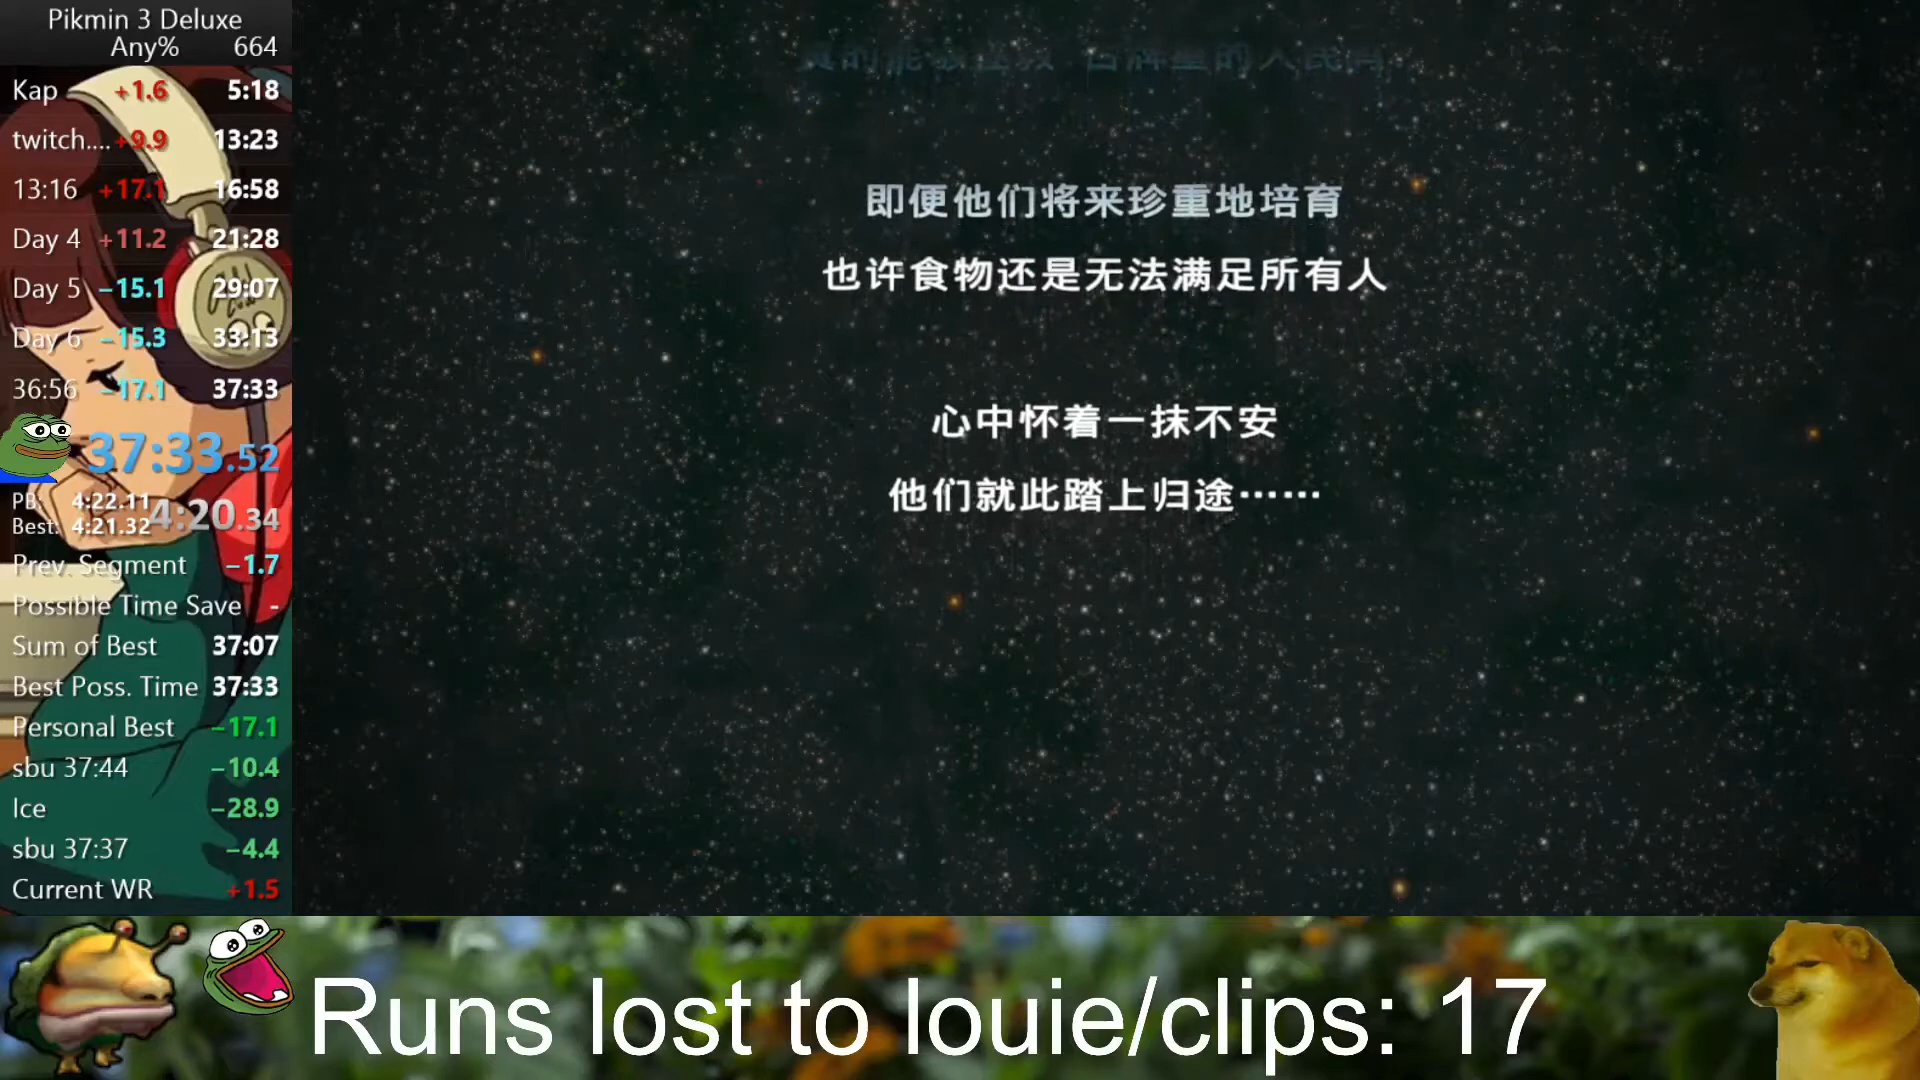 Pikmin 3 Deluxe
Any% 664
Kap +1.6 5:18
twitch.... +9.9 13:23
13:16 +17.1 16:58
Day 4 +11.2 21:28
Day 5 −15.1 29:07
Day 6 −15.3 33:13
36:56 −17.1 37:33
37:33.52
PB: 4:22.11
Best: 4:21.32
4:20.34
Prev. Segment −1.7
Possible Time Save -
Sum of Best 37:07
Best Poss. Time 37:33
Personal Best −17.1
sbu 37:44 −10.4
Ice −28.9
sbu 37:37 −4.4
Current WR +1.5
即便他们将来珍重地培育
也许食物还是无法满足所有人
心中怀着一抹不安
他们就此踏上归途……
Runs lost to louie/clips: 17